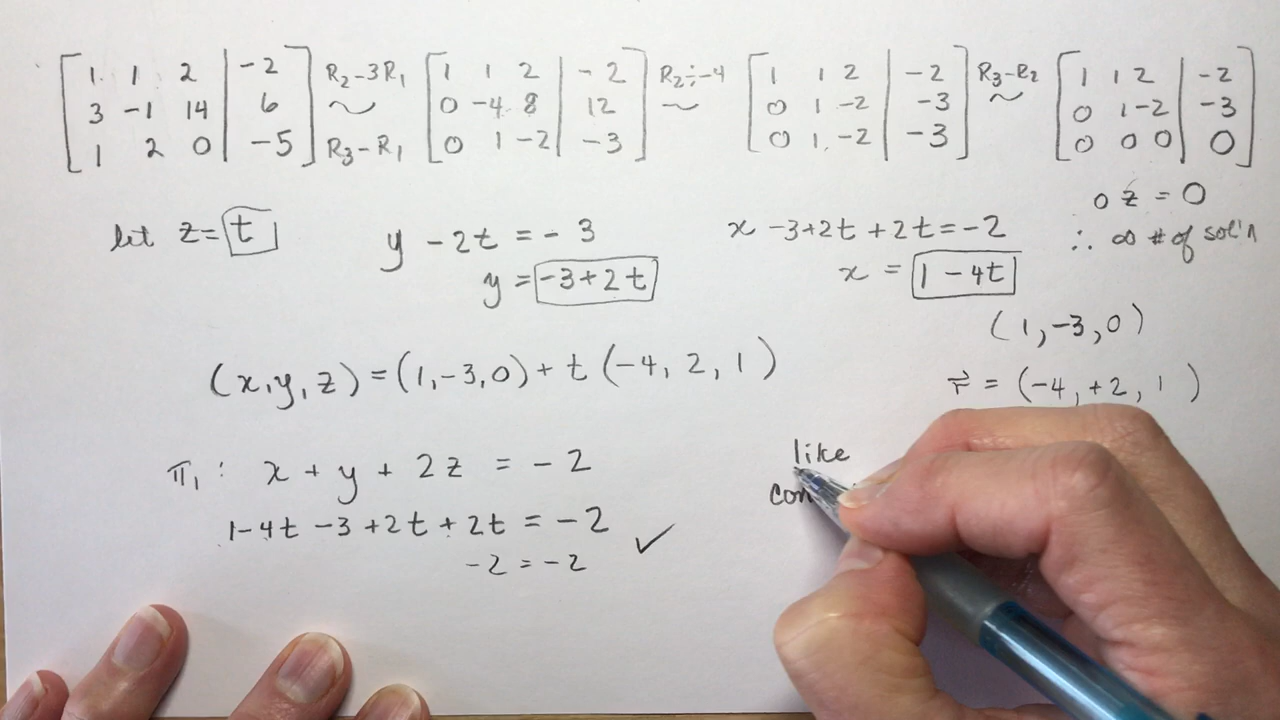 [1 1 2 | -2] R₂-3R₁ [1 1 2 | -2] R₂÷-4 [1 1 2 | -2] R₃-R₂ [1 1 2 | -2]
[3 -1 14 | 6] ~ [0 -4 8 | 12] ~ [0 1 -2 | -3] ~ [0 1 -2 | -3]
[1 2 0 | -5] R₃-R₁ [0 1 -2 | -3] [0 1 -2 | -3] [0 0 0 | 0]
0 z = 0
∴ ∞ # of sol'n
let z = t
y - 2t = - 3
y = -3+2t
x -3+2t +2t = -2
x = 1 - 4t
(1, -3, 0)
r⃗ = (-4, +2, 1)
(x,y,z) = (1,-3,0) + t (-4, 2, 1)
π₁ : x + y + 2z = -2
1-4t -3 +2t + 2t = -2 ✓
-2 = -2
like